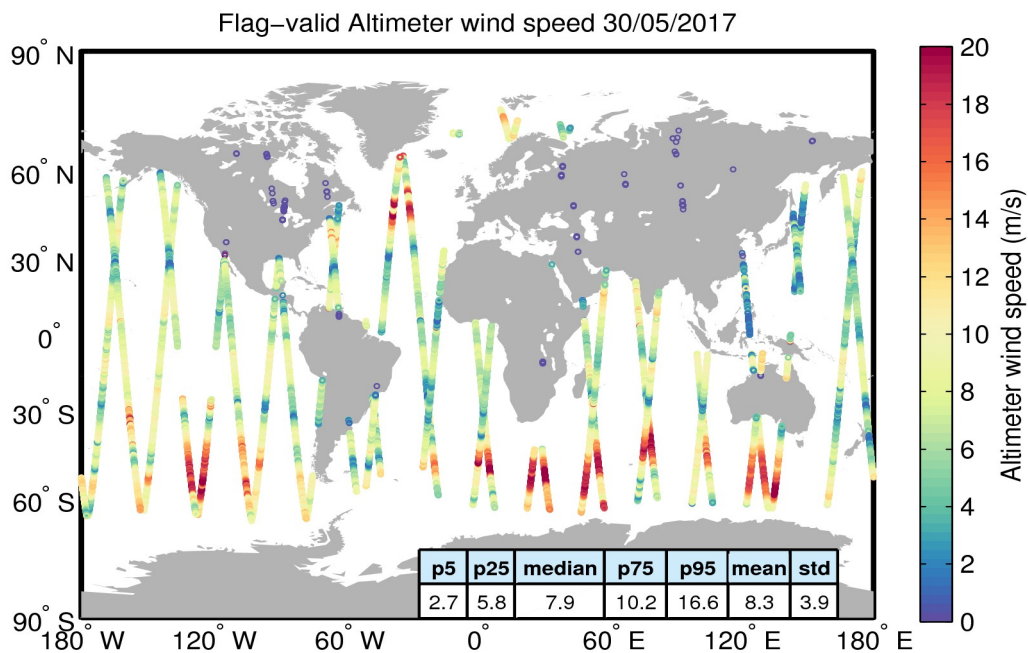 Flag−valid Altimeter wind speed 30/05/2017
90° N
60° N
30° N
0°
30° S
60° S
90° S
180° W
120° W
60° W
0°
60° E
120° E
180° E
p5 p25 median p75 p95 mean std
2.7 5.8 7.9 10.2 16.6 8.3 3.9
20
18
16
14
12
10
8
6
4
2
0
Altimeter wind speed (m/s)